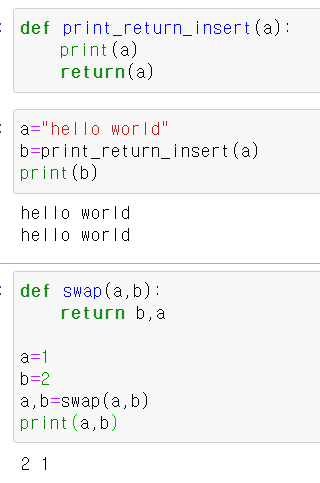 def print_return_insert(a):
    print(a)
    return(a)
a="hello world"
b=print_return_insert(a)
print(b)
hello world
hello world
def swap(a,b):
    return b,a
a=1
b=2
a,b=swap(a,b)
print(a,b)
2 1